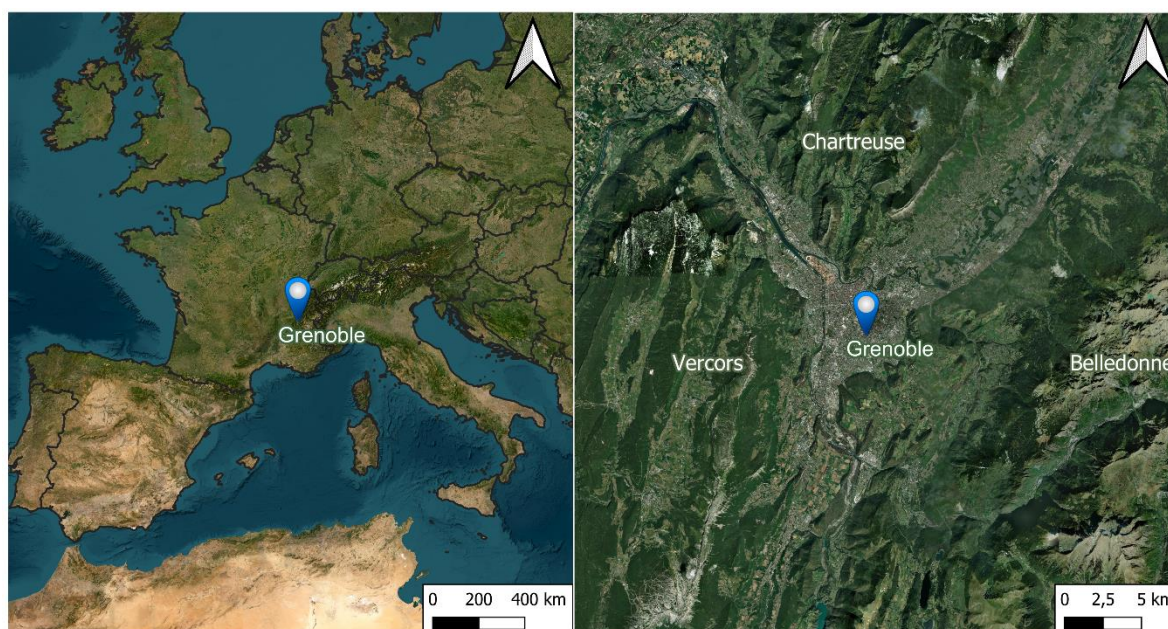 Grenoble
0 200 400 km
Chartreuse
Grenoble
Vercors
Belledonne
0 2,5 5 km